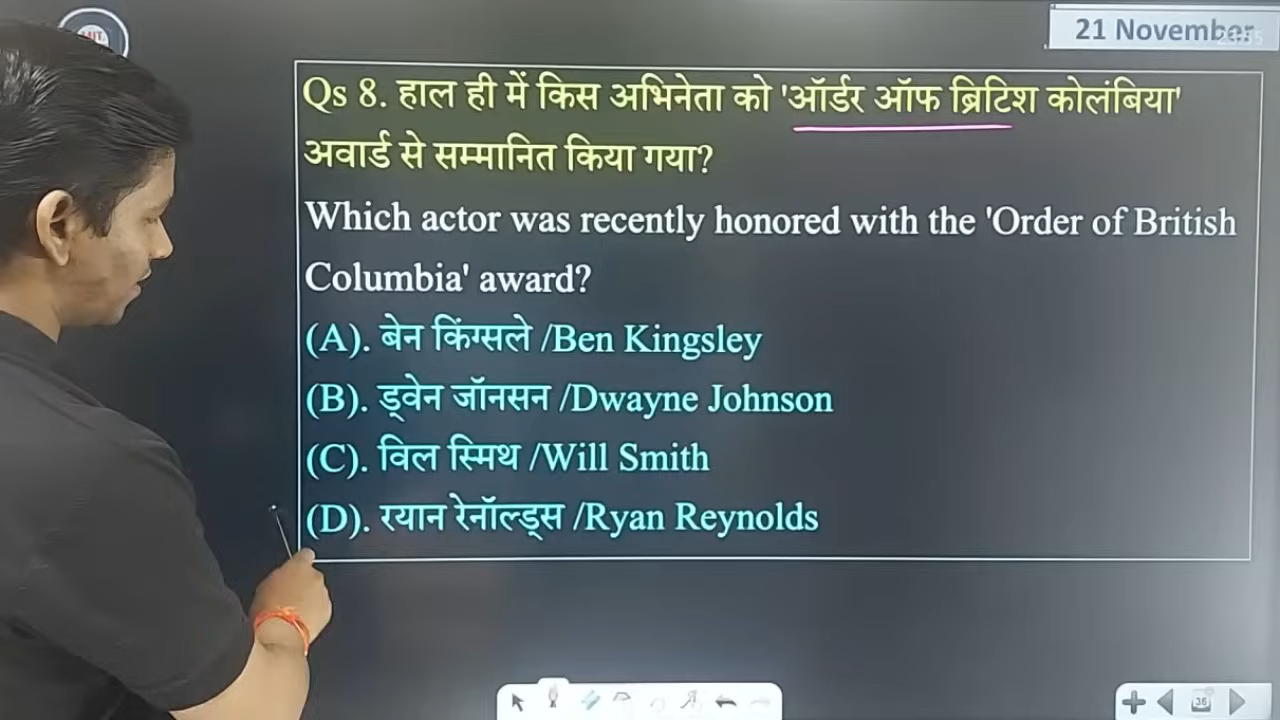 21 November
Qs 8. हाल ही में किस अभिनेता को 'ऑर्डर ऑफ ब्रिटिश कोलंबिया'
अवार्ड से सम्मानित किया गया?
Which actor was recently honored with the 'Order of British
Columbia' award?
(A). बेन किंग्सले /Ben Kingsley
(B). ड्वेन जॉनसन /Dwayne Johnson
(C). विल स्मिथ /Will Smith
(D). रयान रेनॉल्ड्स /Ryan Reynolds
36